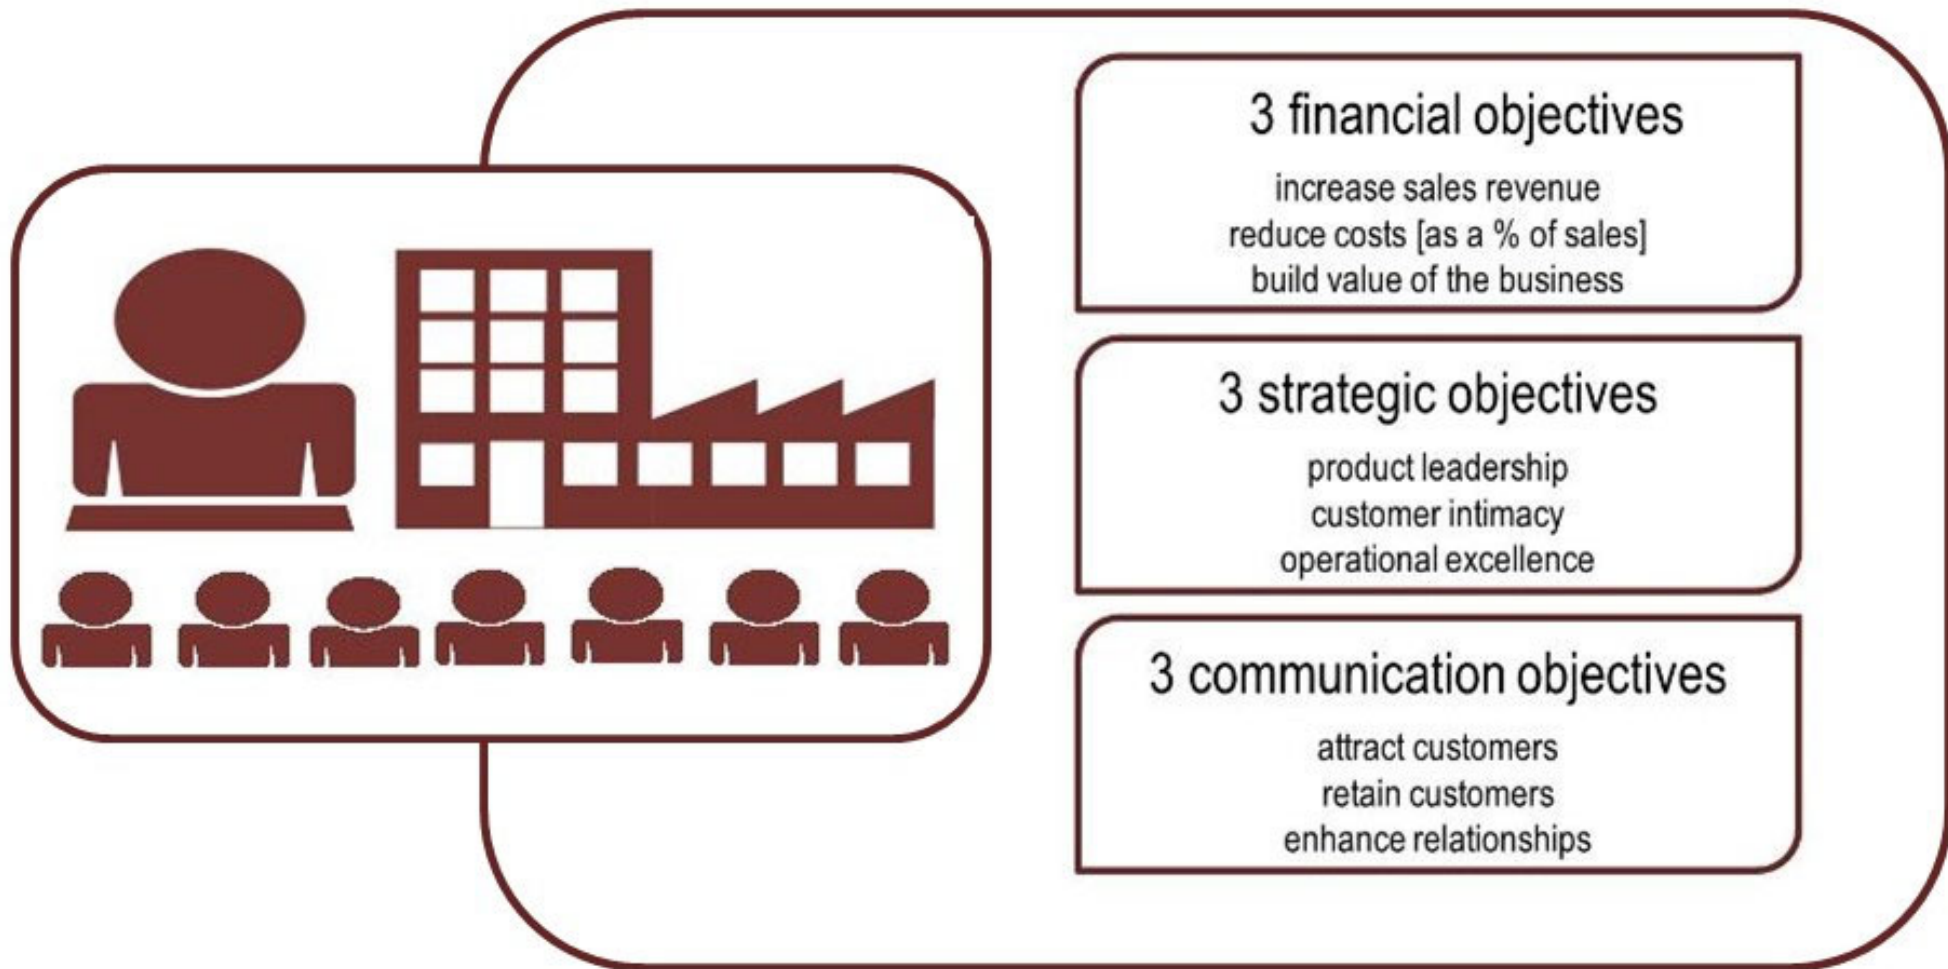 3 financial objectives
increase sales revenue
reduce costs [as a % of sales]
build value of the business
3 strategic objectives
product leadership
customer intimacy
operational excellence
3 communication objectives
attract customers
retain customers
enhance relationships